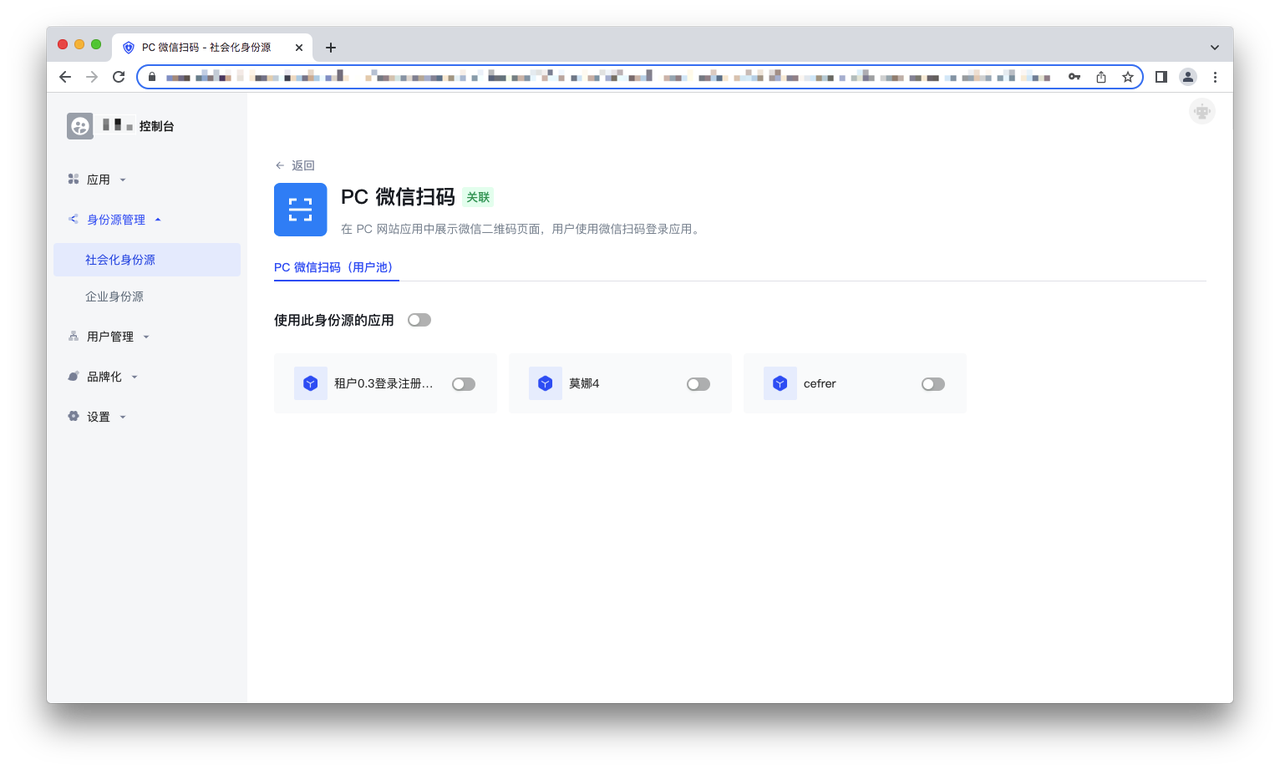 PC 微信扫码 - 社会化身份源
控制台
应用
身份源管理
社会化身份源
企业身份源
用户管理
品牌化
设置
返回
PC 微信扫码 关联
在 PC 网站应用中展示微信二维码页面，用户使用微信扫码登录应用。
PC 微信扫码（用户池）
使用此身份源的应用
租户0.3登录注册...
莫娜4
cefrer